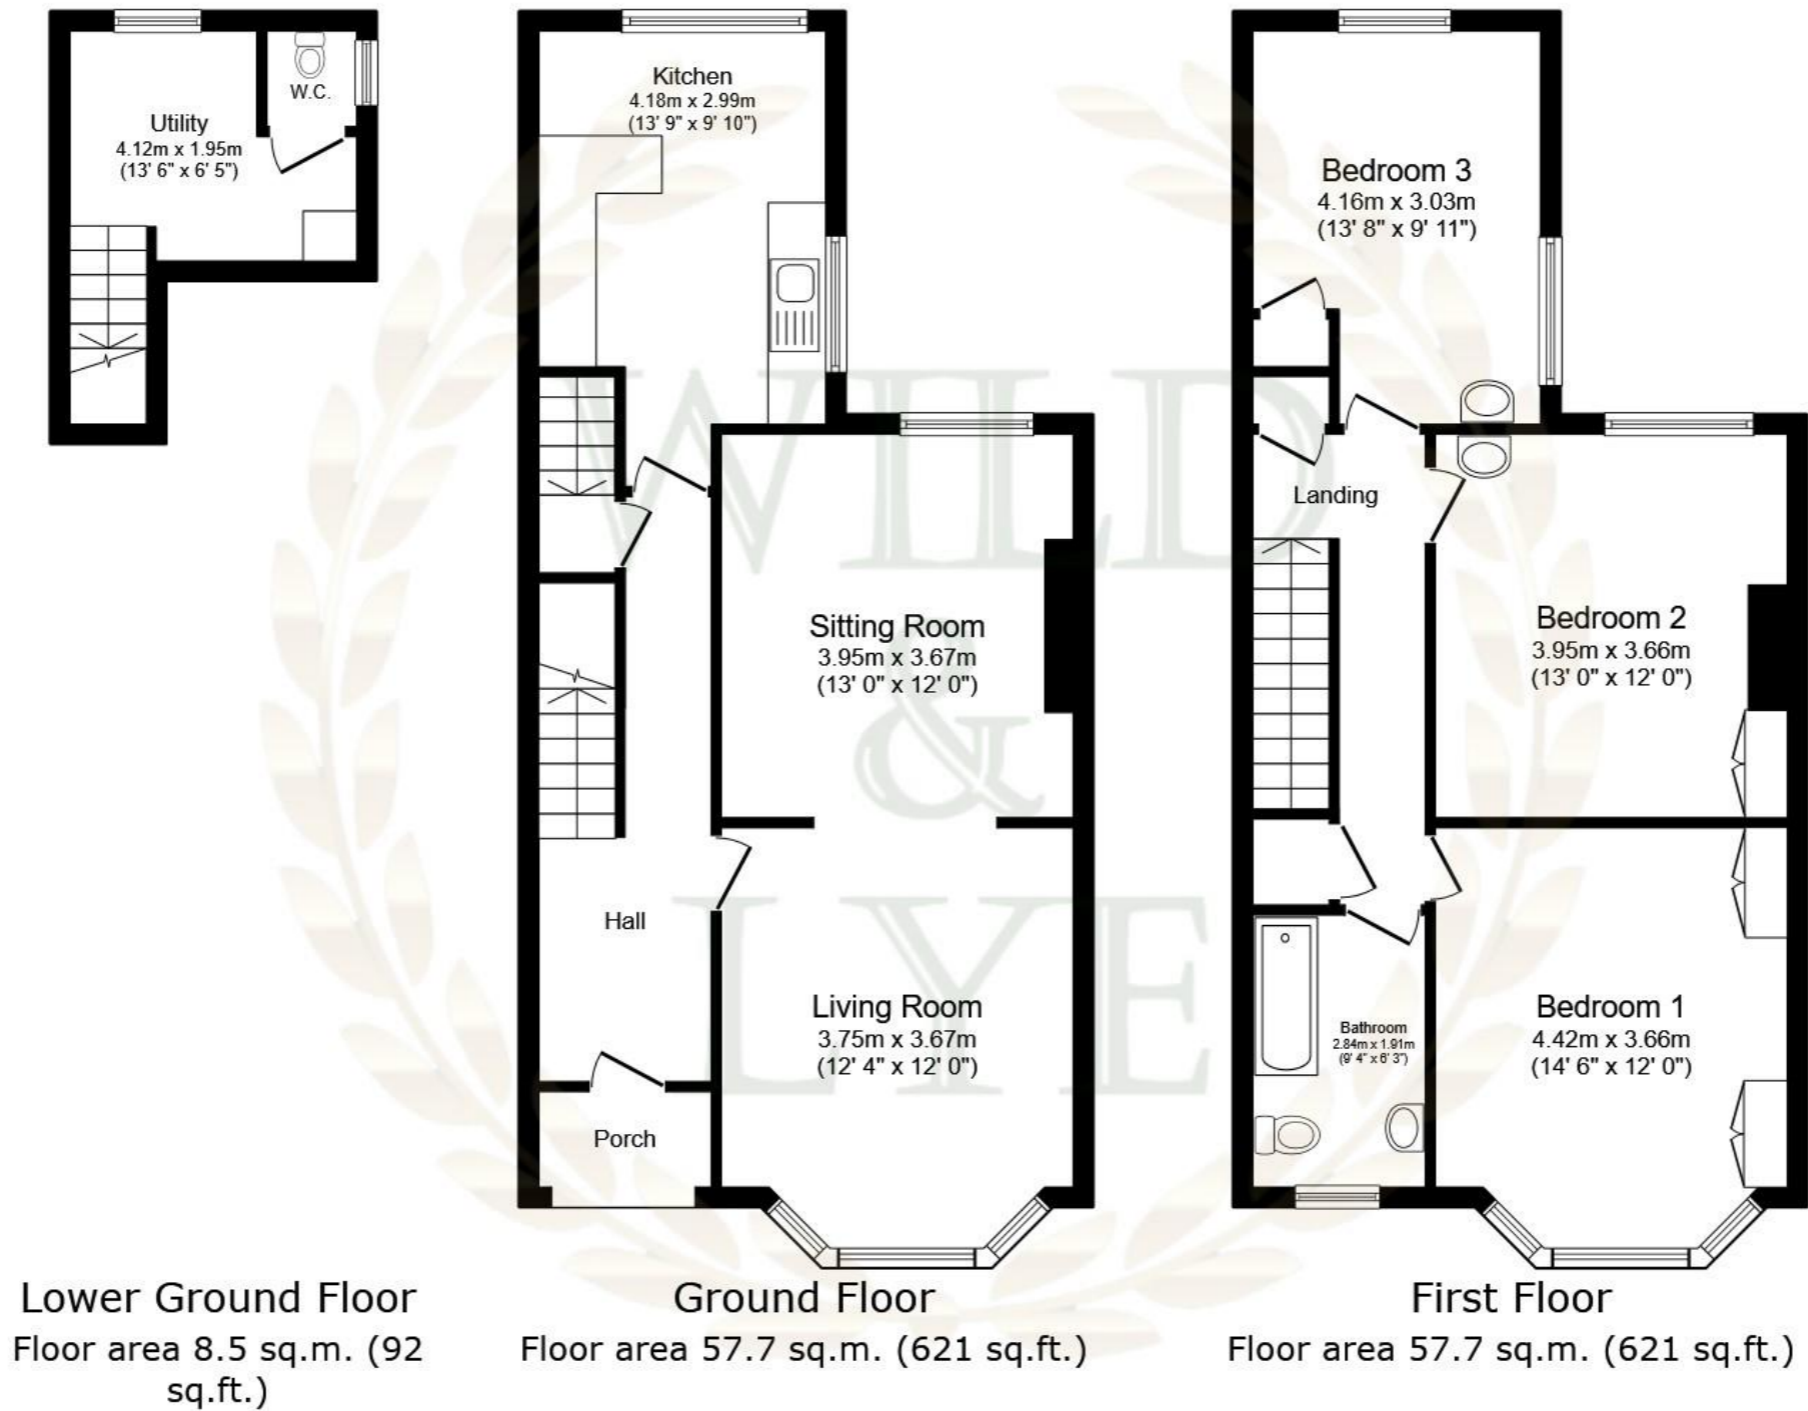 Utility
4.12m x 1.95m
(13' 6" x 6' 5")
W.C.
Kitchen
4.18m x 2.99m
(13' 9" x 9' 10")
Sitting Room
3.95m x 3.67m
(13' 0" x 12' 0")
Hall
Living Room
3.75m x 3.67m
(12' 4" x 12' 0")
Porch
Bedroom 3
4.16m x 3.03m
(13' 8" x 9' 11")
Landing
Bedroom 2
3.95m x 3.66m
(13' 0" x 12' 0")
Bathroom
2.84m x 1.91m
(9' 4" x 6' 3")
Bedroom 1
4.42m x 3.66m
(14' 6" x 12' 0")
WILD
&
LYE
Lower Ground Floor
Floor area 8.5 sq.m. (92
sq.ft.)
Ground Floor
Floor area 57.7 sq.m. (621 sq.ft.)
First Floor
Floor area 57.7 sq.m. (621 sq.ft.)